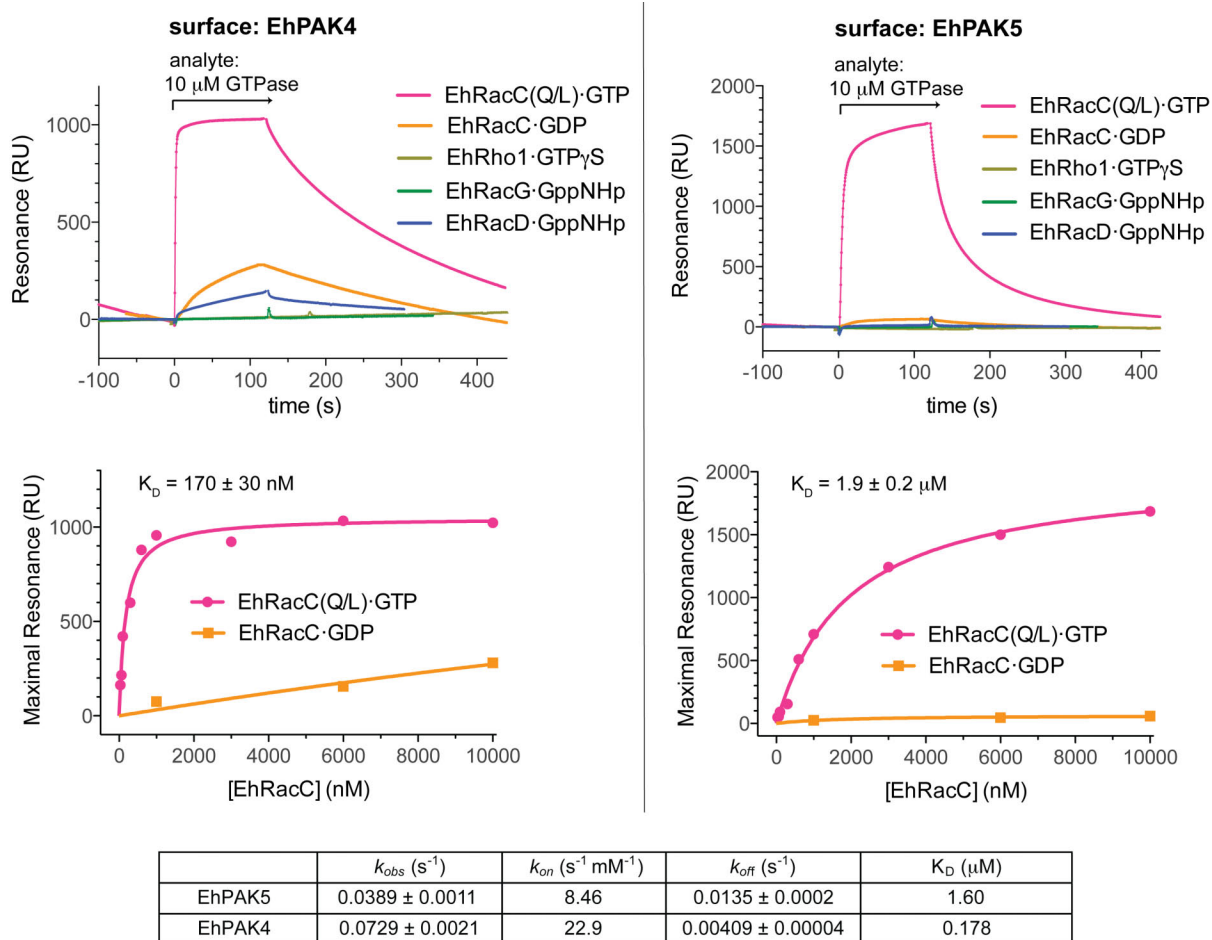 surface: EhPAK4
analyte:
10 μM GTPase
EhRacC(Q/L)·GTP
EhRacC·GDP
EhRho1·GTPγS
EhRacG·GppNHp
EhRacD·GppNHp
Resonance (RU)
1000
500
0
-100 0 100 200 300 400
time (s)
surface: EhPAK5
analyte:
10 μM GTPase
EhRacC(Q/L)·GTP
EhRacC·GDP
EhRho1·GTPγS
EhRacG·GppNHp
EhRacD·GppNHp
Resonance (RU)
2000
1500
1000
500
0
-100 0 100 200 300 400
time (s)
K_D = 170 ± 30 nM
EhRacC(Q/L)·GTP
EhRacC·GDP
Maximal Resonance (RU)
1000
500
0
0 2000 4000 6000 8000 10000
[EhRacC] (nM)
K_D = 1.9 ± 0.2 μM
EhRacC(Q/L)·GTP
EhRacC·GDP
Maximal Resonance (RU)
2000
1500
1000
500
0
0 2000 4000 6000 8000 10000
[EhRacC] (nM)
k_obs (s⁻¹) k_on (s⁻¹ mM⁻¹) k_off (s⁻¹) K_D (μM)
EhPAK5 0.0389 ± 0.0011 8.46 0.0135 ± 0.0002 1.60
EhPAK4 0.0729 ± 0.0021 22.9 0.00409 ± 0.00004 0.178